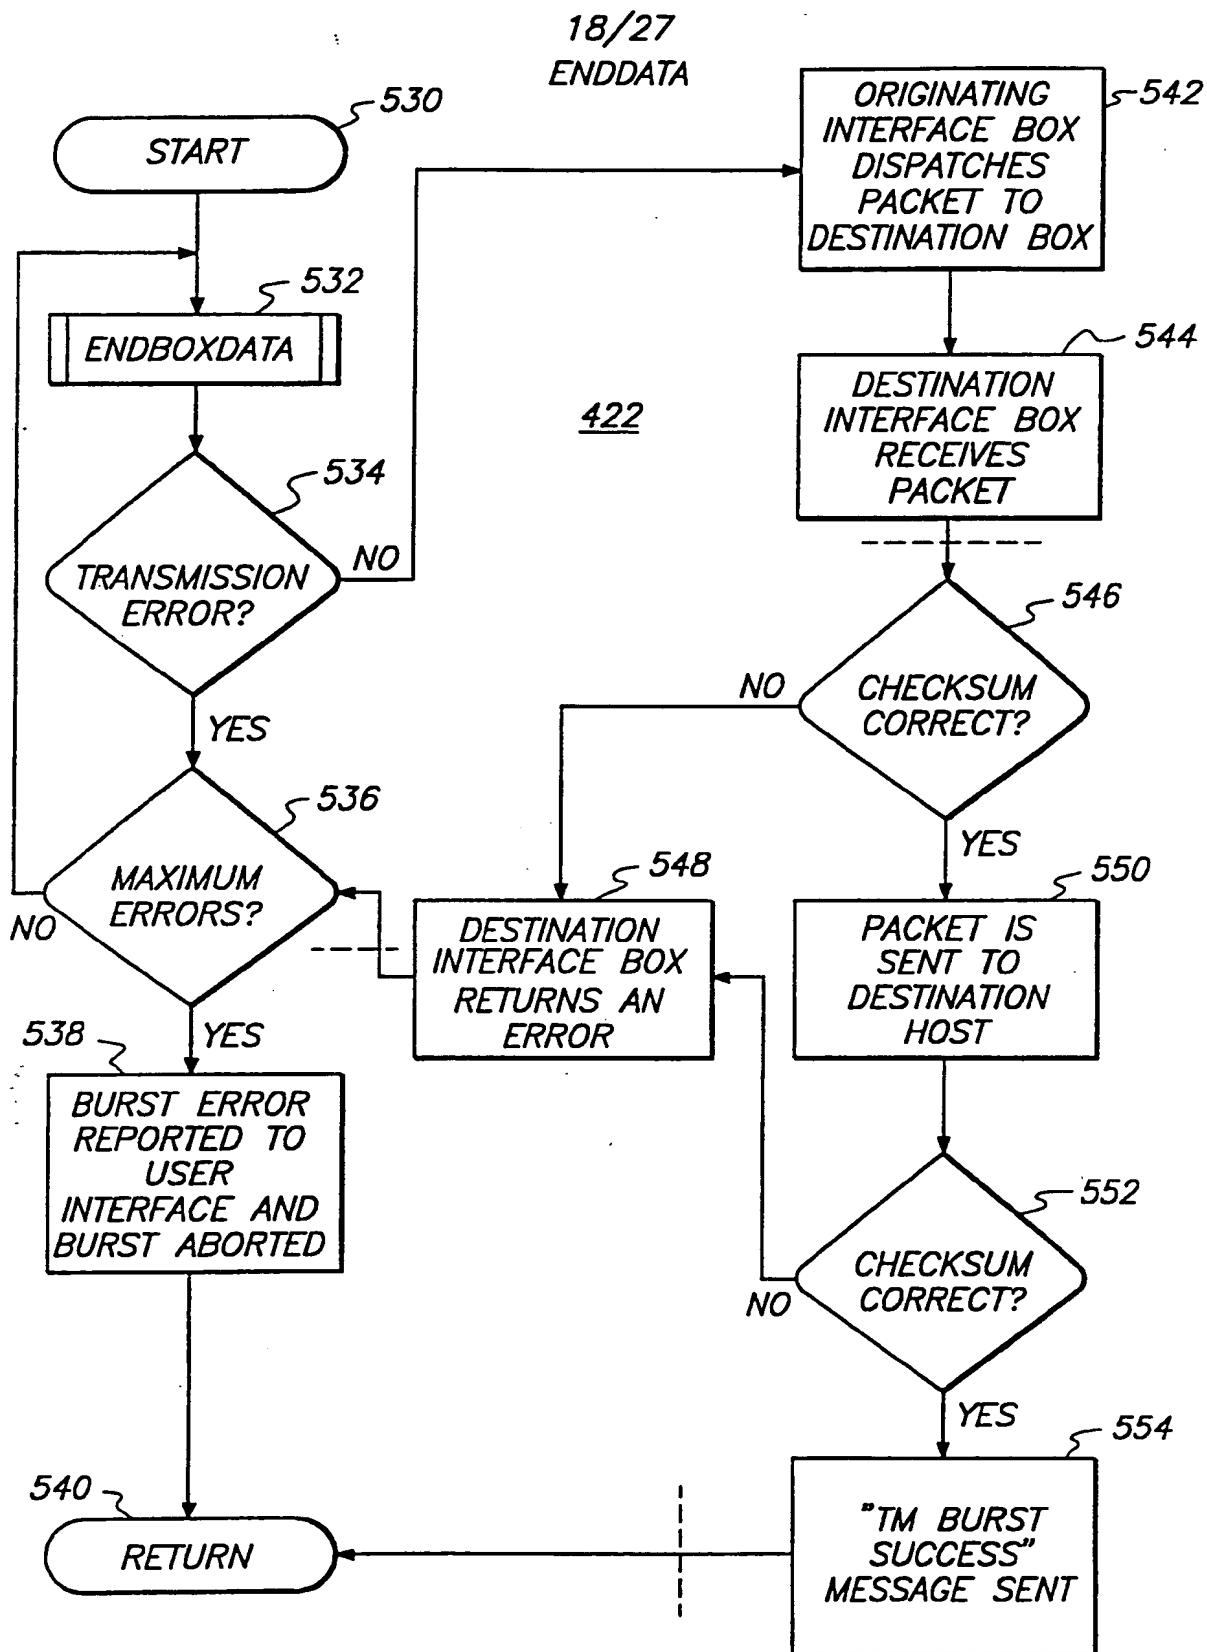 18/27
ENDDATA
530
START
532
ENDBOXDATA
534
TRANSMISSION
ERROR?
NO
YES
536
MAXIMUM
ERRORS?
NO
YES
538
BURST ERROR
REPORTED TO
USER
INTERFACE AND
BURST ABORTED
540
RETURN
422
542
ORIGINATING
INTERFACE BOX
DISPATCHES
PACKET TO
DESTINATION BOX
544
DESTINATION
INTERFACE BOX
RECEIVES
PACKET
546
CHECKSUM
CORRECT?
NO
YES
548
DESTINATION
INTERFACE BOX
RETURNS AN
ERROR
550
PACKET IS
SENT TO
DESTINATION
HOST
552
CHECKSUM
CORRECT?
NO
YES
554
"TM BURST
SUCCESS"
MESSAGE SENT